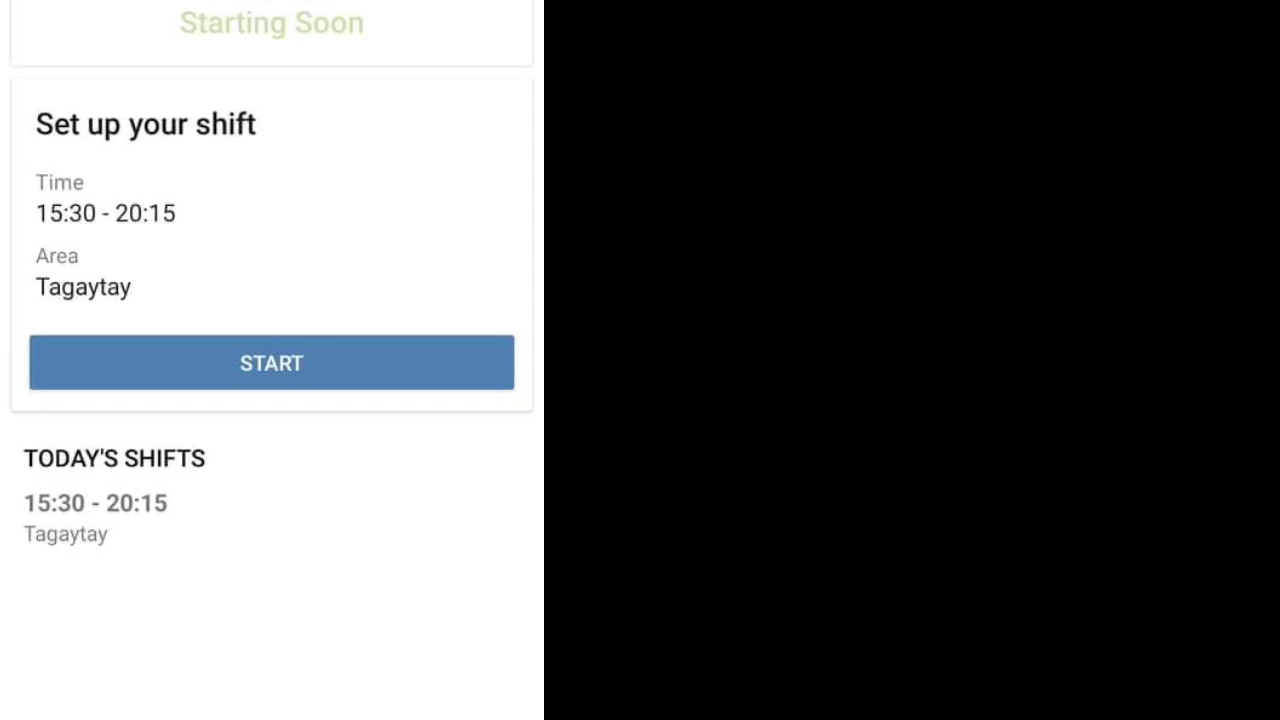 Starting Soon
Set up your shift
Time
15:30 - 20:15
Area
Tagaytay
START
TODAY'S SHIFTS
15:30 - 20:15
Tagaytay